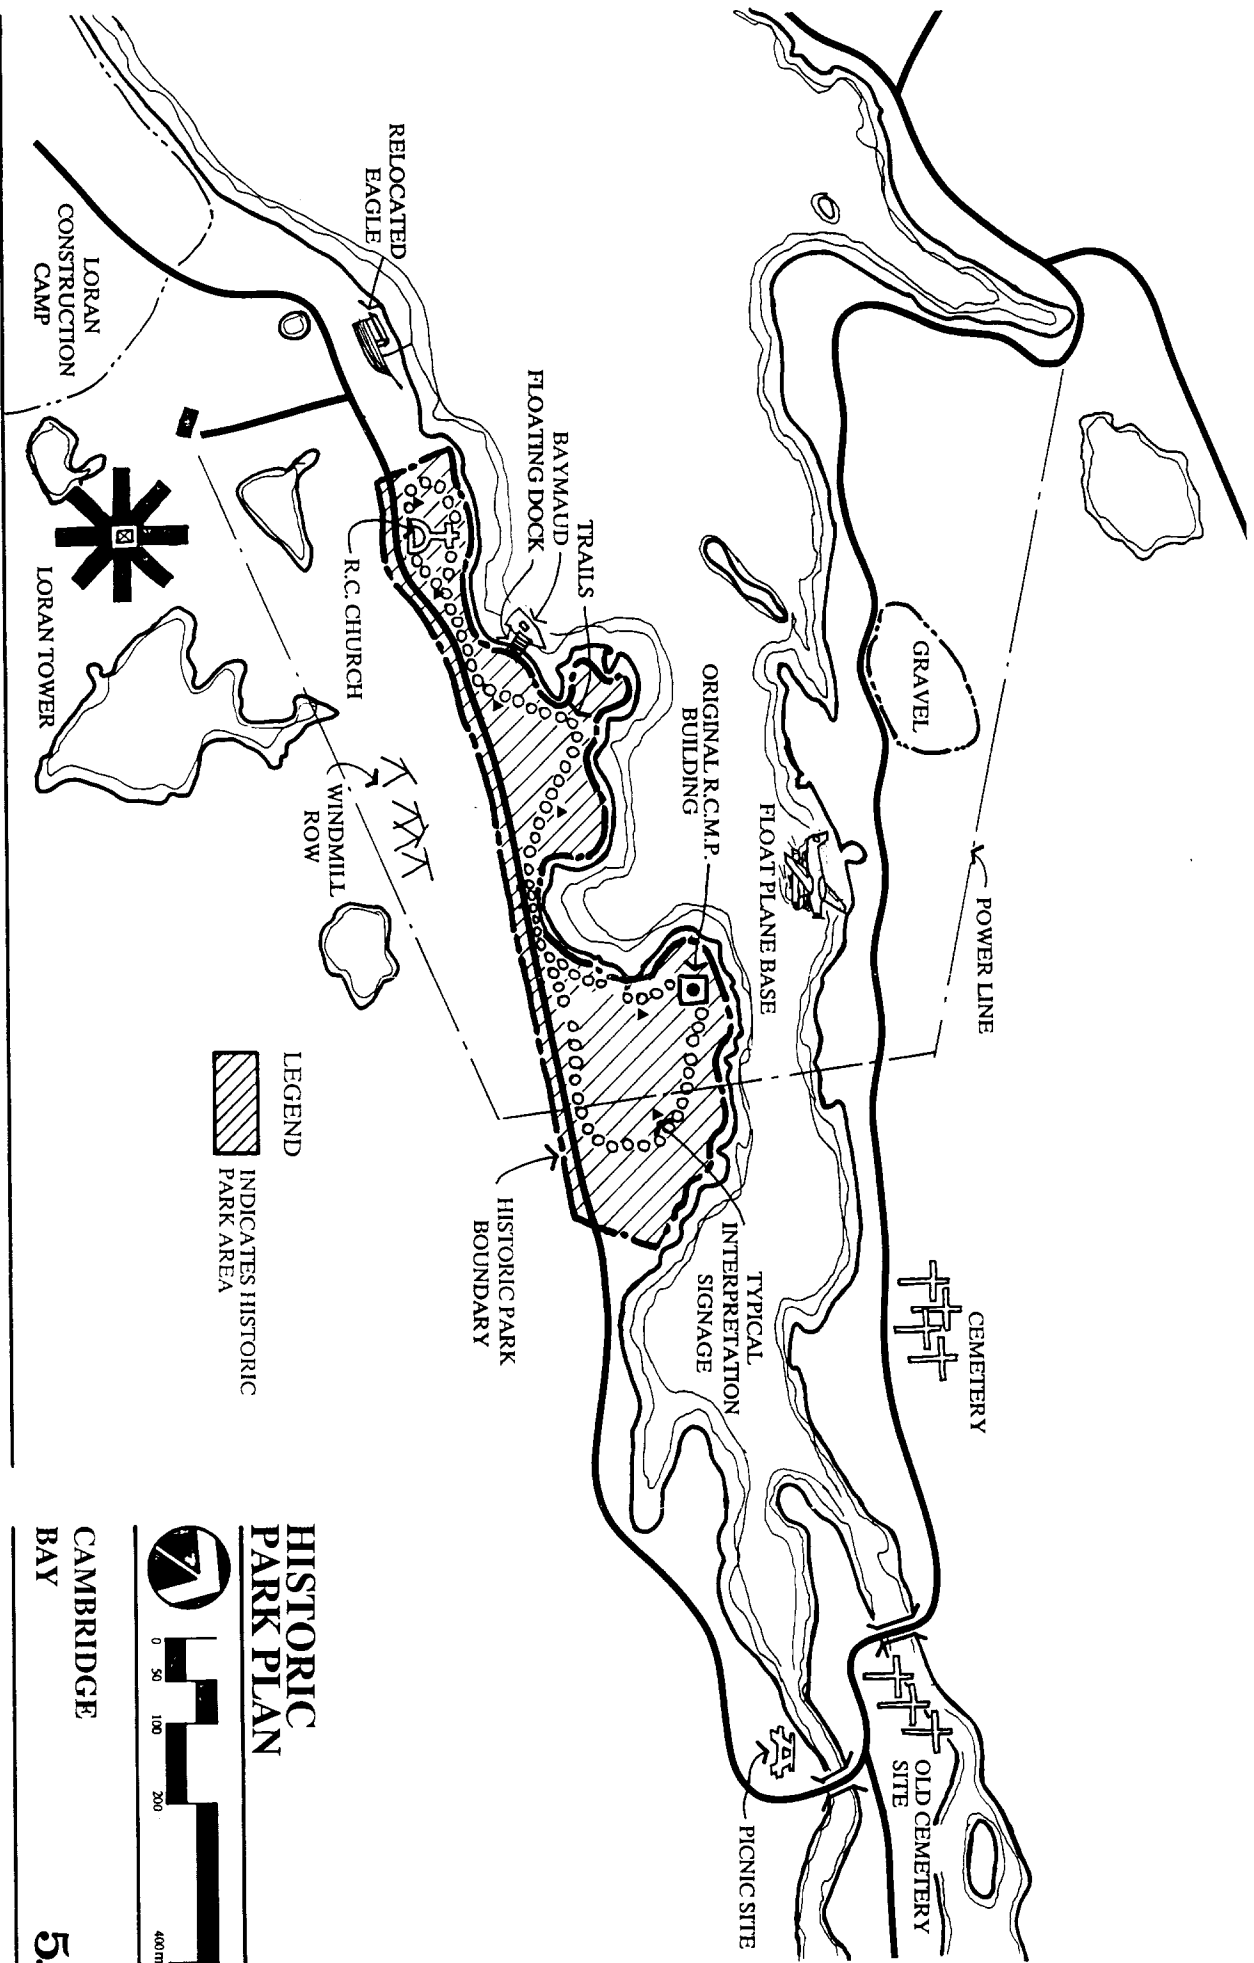 RELOCATED
EAGLE
LORAN
CONSTRUCTION
CAMP
FLOATING DOCK
BAYMAUD
TRAILS
R.C. CHURCH
LORAN TOWER
ORIGINAL R.C.M.P.
BUILDING
GRAVEL
FLOAT PLANE BASE
POWER LINE
WINDMILL
ROW
LEGEND
INDICATES HISTORIC
PARK AREA
HISTORIC PARK
BOUNDARY
TYPICAL
INTERPRETATION
SIGNAGE
CEMETERY
OLD CEMETERY
SITE
PICNIC SITE
HISTORIC
PARK PLAN
0 50 100 200 400m
CAMBRIDGE
BAY
5.